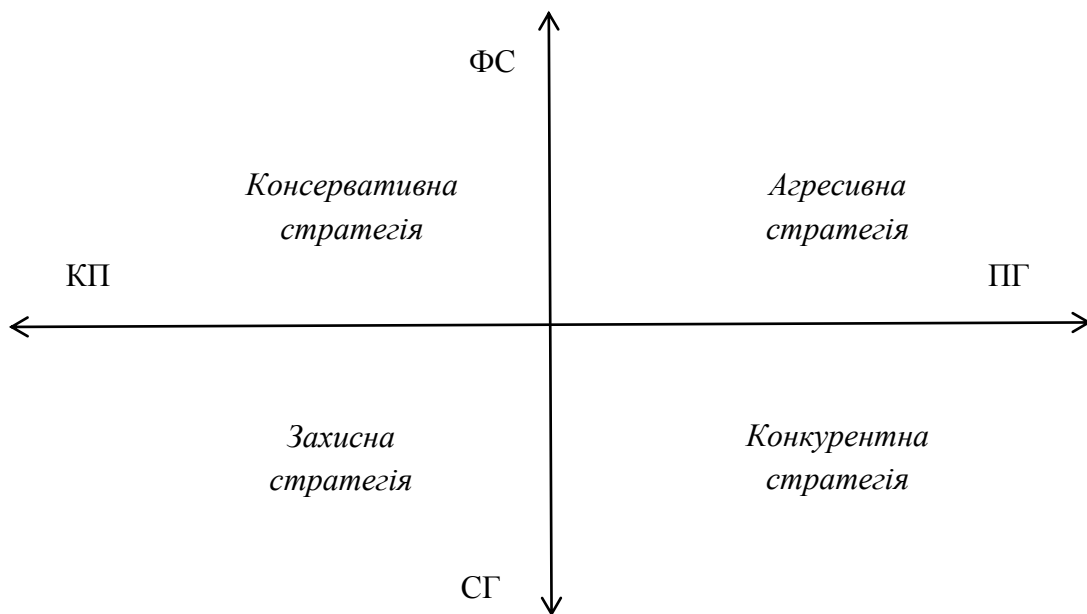 ФС
Консервативна
стратегія
Агресивна
стратегія
КП
ПГ
Захисна
стратегія
Конкурентна
стратегія
СГ